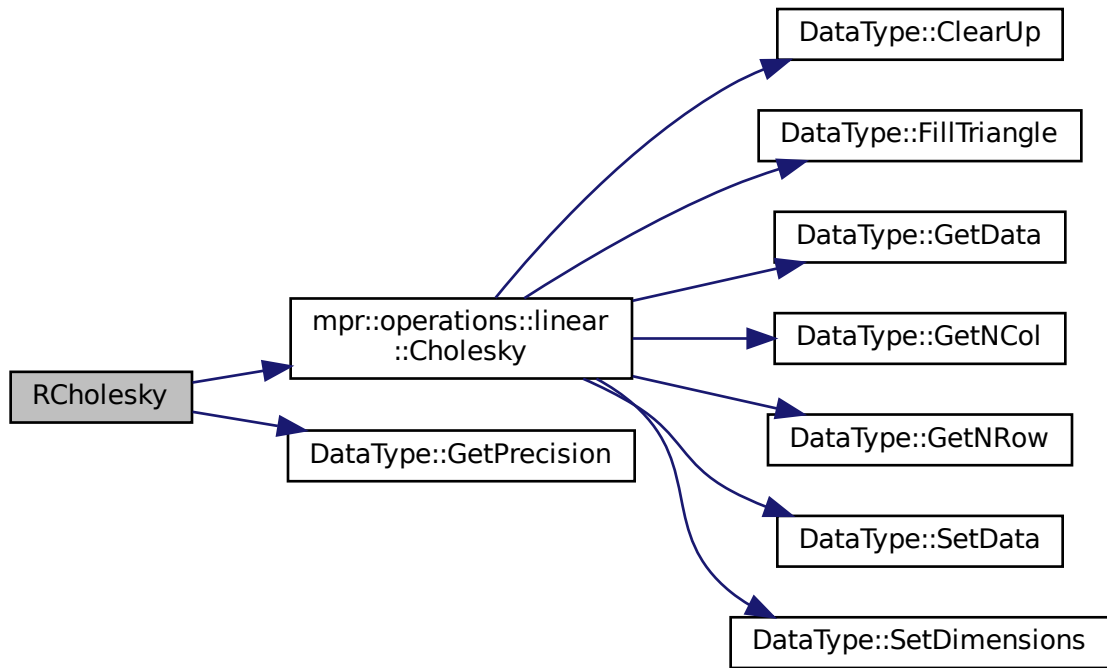 RCholesky
mpr::operations::linear
::Cholesky
DataType::GetPrecision
DataType::ClearUp
DataType::FillTriangle
DataType::GetData
DataType::GetNCol
DataType::GetNRow
DataType::SetData
DataType::SetDimensions